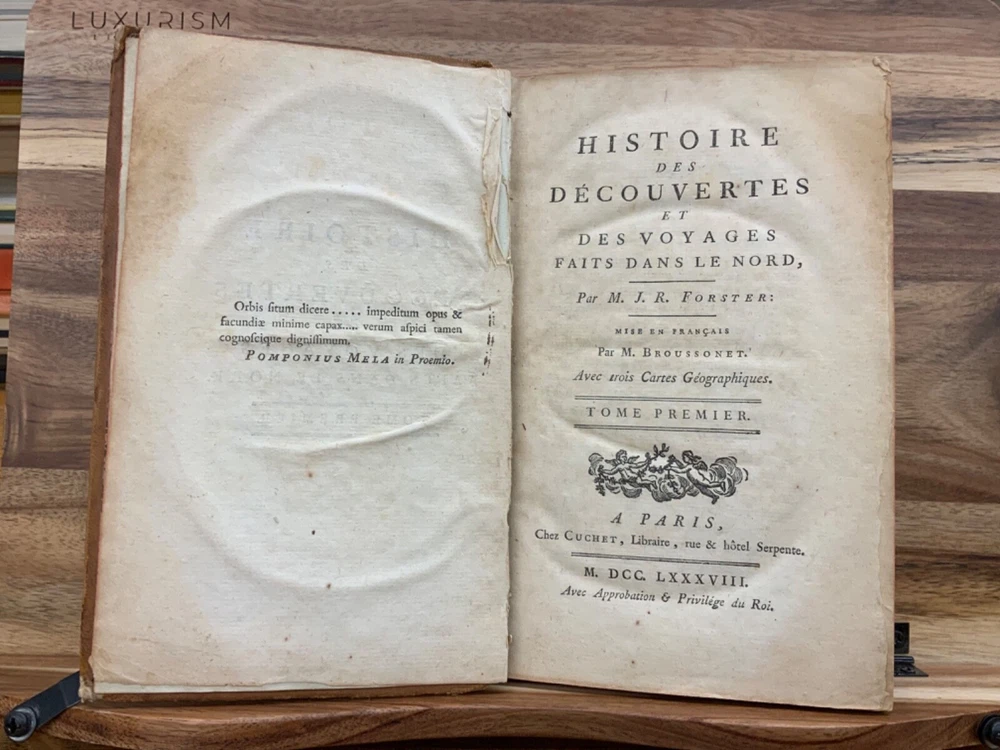 LUXURISM
Orbis ſitum dicere ..... impeditum opus &
facundiæ minime capax..... verum aſpici tamen
cognoſcique digniſſimum.
POMPONIUS MELA in Proemio.
HISTOIRE
DES
DÉCOUVERTES
ET
DES VOYAGES
FAITS DANS LE NORD,
Par M. J. R. FORSTER:
MISE EN FRANÇAIS
Par M. BROUSSONET.
Avec trois Cartes Géographiques.
TOME PREMIER.
A PARIS,
Chez CUCHET, Libraire, rue & hôtel Serpente.
M. DCC. LXXXVIII.
Avec Approbation & Privilége du Roi.